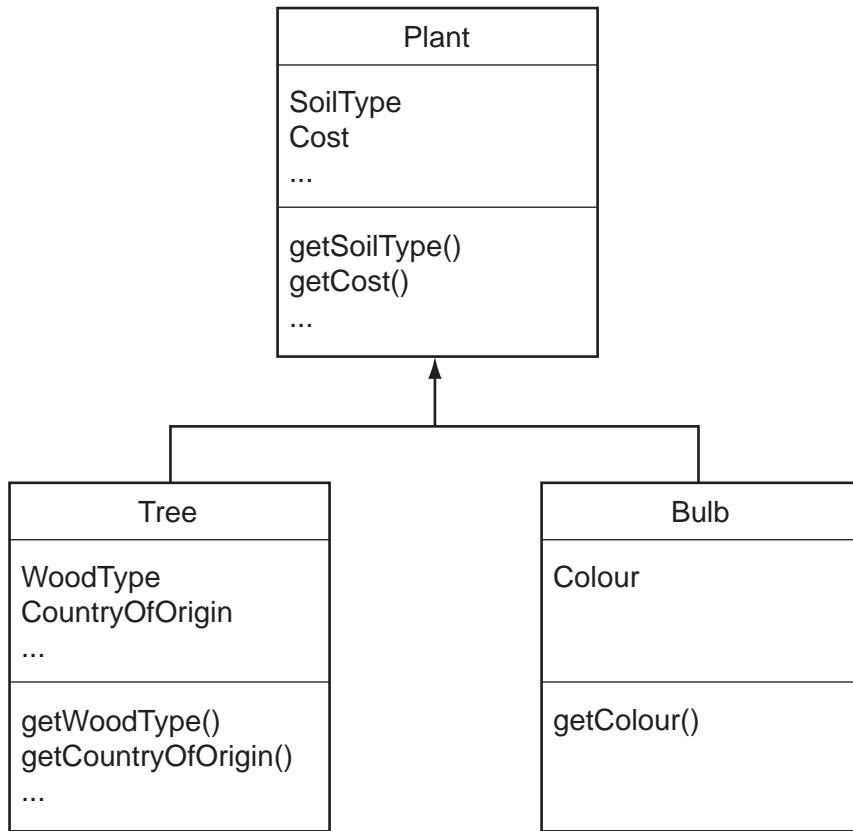 Plant
SoilType
Cost
...
getSoilType()
getCost()
...
Tree
WoodType
CountryOfOrigin
...
getWoodType()
getCountryOfOrigin()
...
Bulb
Colour
getColour()